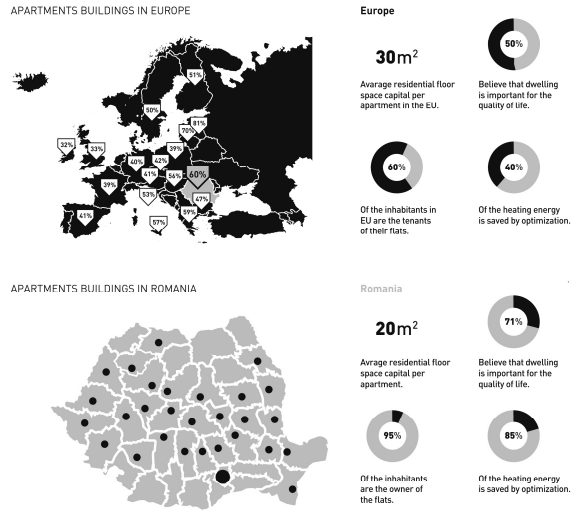 APARTMENTS BUILDINGS IN EUROPE
51%
50%
81%
70%
32%
33%
39%
40%
42%
41%
56%
60%
39%
53%
47%
59%
41%
57%
Europe
30m²
Avarage residential floor
space capital per
apartment in the EU.
50%
Believe that dwelling
is important for the
quality of life.
60%
Of the inhabitants in
EU are the tenants
of their flats.
40%
Of the heating energy
is saved by optimization.
APARTMENTS BUILDINGS IN ROMANIA
Romania
20m²
Avrage residential floor
space capital per
apartment.
71%
Believe that dwelling
is important for the
quality of life.
95%
Of the inhabitants
are the owner of
the flats.
85%
Of the heating energy
is saved by optimization.